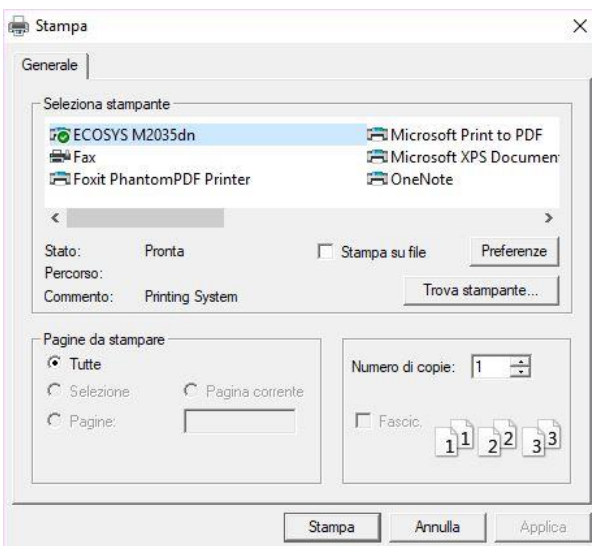 Stampa
Generale
Seleziona stampante
ECOSYS M2035dn
Microsoft Print to PDF
Fax
Microsoft XPS Documen
Foxit PhantomPDF Printer
OneNote
Stato: Pronta
Stampa su file
Preferenze
Percorso:
Commento: Printing System
Trova stampante...
Pagine da stampare
Tutte
Selezione
Pagina corrente
Pagine:
Numero di copie: 1
Fascic.
1 1 2 2 3 3
Stampa
Annulla
Applica